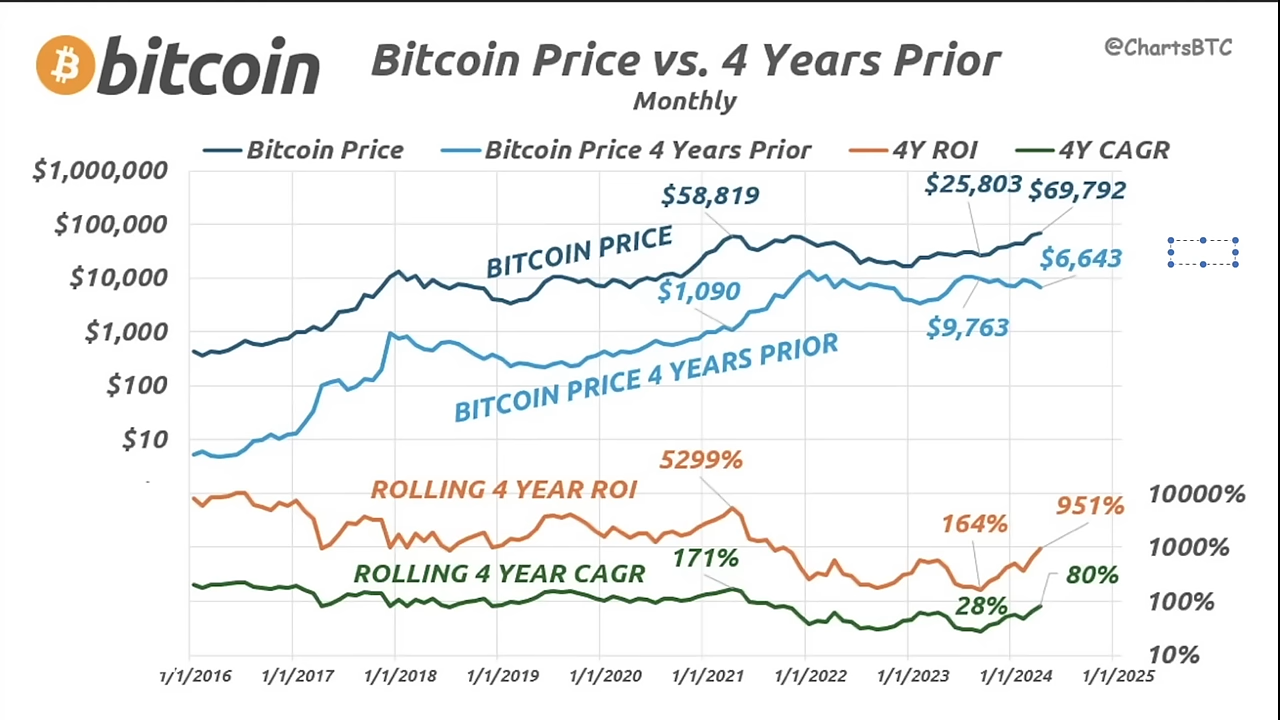 bitcoin
Bitcoin Price vs. 4 Years Prior
@ChartsBTC
Monthly
Bitcoin Price
Bitcoin Price 4 Years Prior
4Y ROI
4Y CAGR
$1,000,000
$100,000
$10,000
$1,000
$100
$10
$58,819
$25,803
$69,792
BITCOIN PRICE
$6,643
$1,090
$9,763
BITCOIN PRICE 4 YEARS PRIOR
5299%
ROLLING 4 YEAR ROI
10000%
951%
164%
1000%
171%
ROLLING 4 YEAR CAGR
80%
28%
100%
10%
1/1/2016
1/1/2017
1/1/2018
1/1/2019
1/1/2020
1/1/2021
1/1/2022
1/1/2023
1/1/2024
1/1/2025